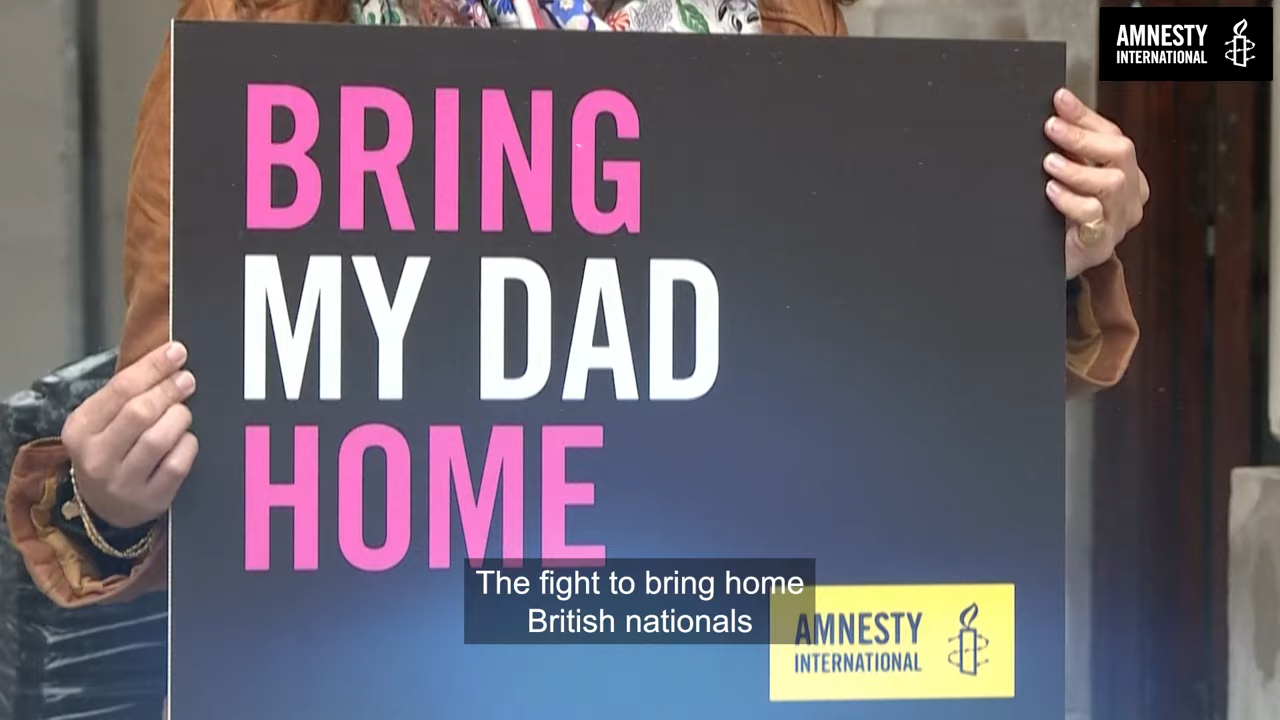 AMNESTY
INTERNATIONAL
BRING
MY DAD
HOME
The fight to bring home
British nationals
AMNESTY
INTERNATIONAL